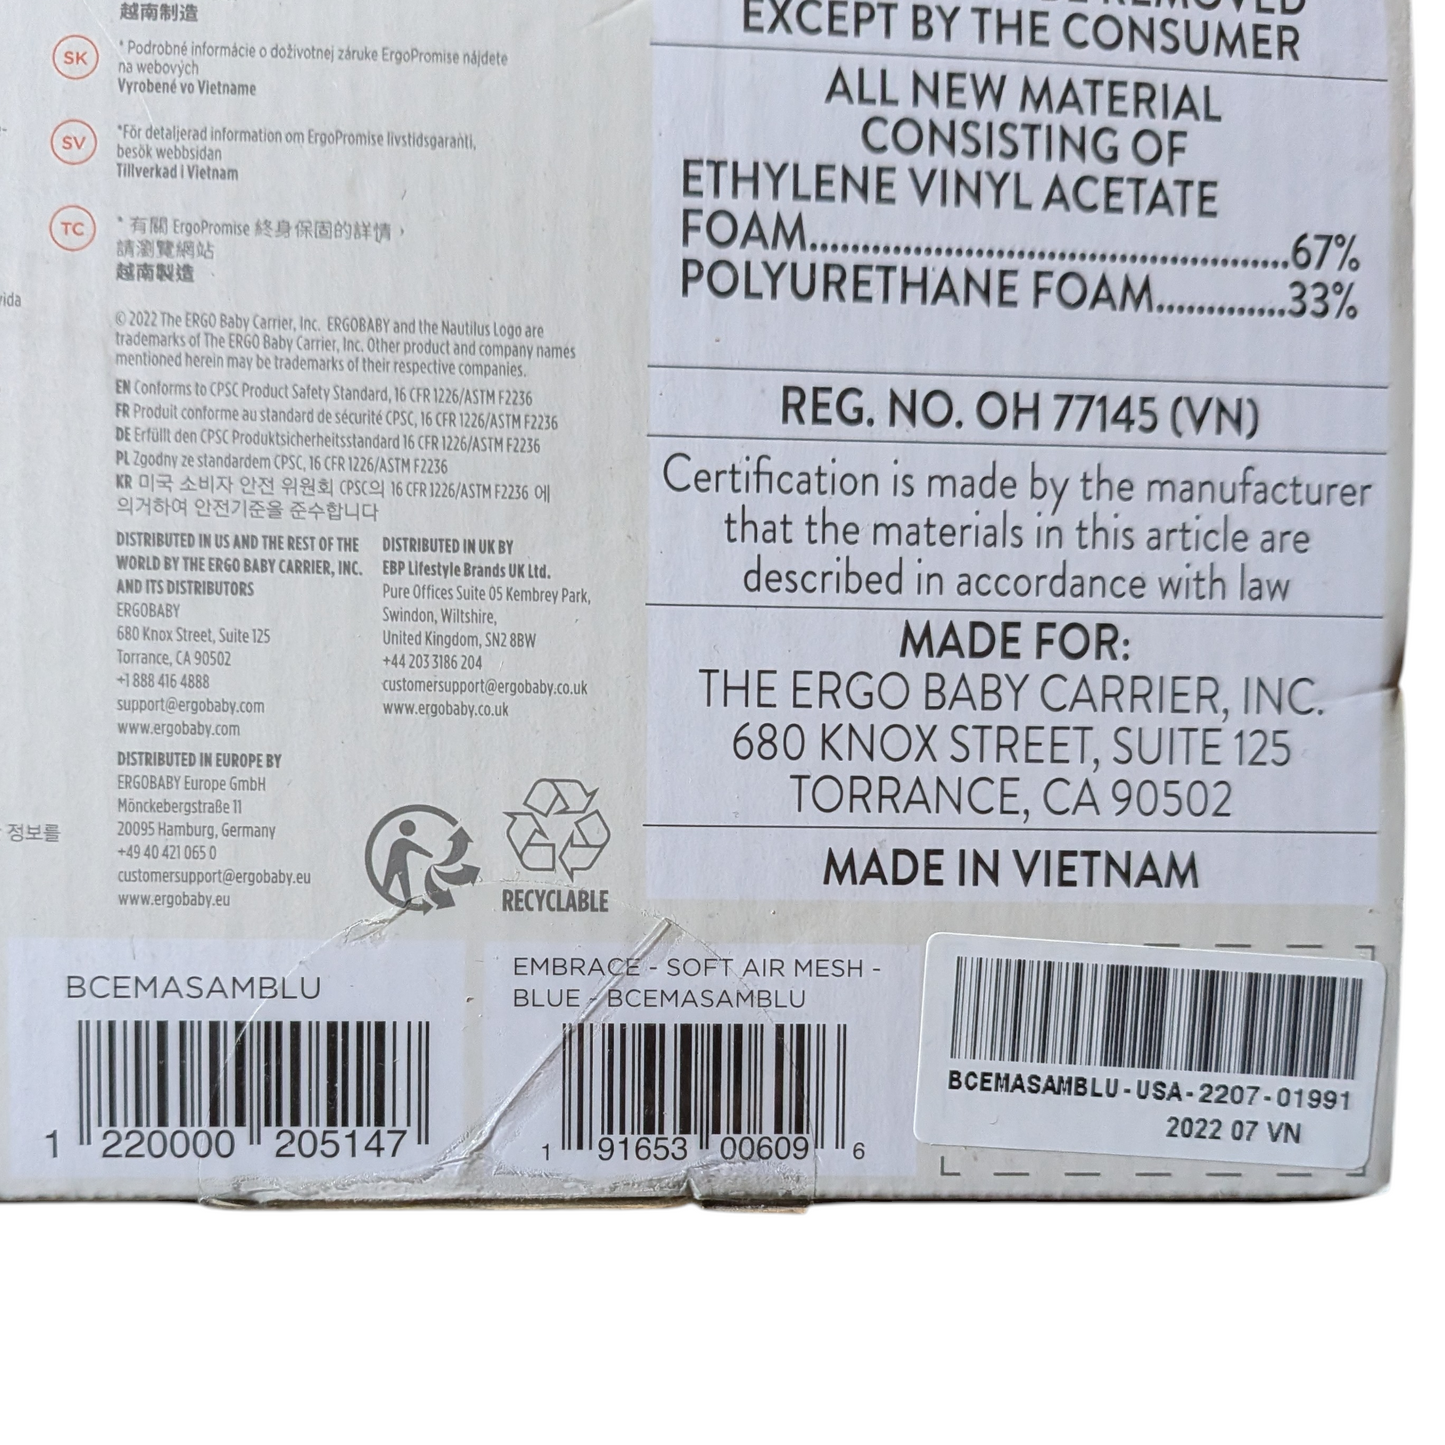 越南制造
SK
* Podrobné informácie o doživotnej záruke ErgoPromise nájdete
na webových
Vyrobené vo Vietname
SV
*För detaljerad information om ErgoPromise livstidsgaranti,
besök webbsidan
Tillverkad i Vietnam
TC
* 有關 ErgoPromise 終身保固的詳情，
請瀏覽網站
越南製造
© 2022 The ERGO Baby Carrier, Inc. ERGOBABY and the Nautilus Logo are
trademarks of The ERGO Baby Carrier, Inc. Other product and company names
mentioned herein may be trademarks of their respective companies.
EN Conforms to CPSC Product Safety Standard, 16 CFR 1226/ASTM F2236
FR Produit conforme au standard de sécurité CPSC, 16 CFR 1226/ASTM F2236
DE Erfüllt den CPSC Produktsicherheitsstandard 16 CFR 1226/ASTM F2236
PL Zgodny ze standardem CPSC, 16 CFR 1226/ASTM F2236
KR 미국 소비자 안전 위원회 CPSC의 16 CFR 1226/ASTM F2236 에
의거하여 안전기준을 준수합니다
DISTRIBUTED IN US AND THE REST OF THE
WORLD BY THE ERGO BABY CARRIER, INC.
AND ITS DISTRIBUTORS
ERGOBABY
680 Knox Street, Suite 125
Torrance, CA 90502
+1 888 416 4888
support@ergobaby.com
www.ergobaby.com
DISTRIBUTED IN EUROPE BY
ERGOBABY Europe GmbH
Mönckebergstraße 11
20095 Hamburg, Germany
+49 40 421 065 0
customersupport@ergobaby.eu
www.ergobaby.eu
DISTRIBUTED IN UK BY
EBP Lifestyle Brands UK Ltd.
Pure Offices Suite 05 Kembrey Park,
Swindon, Wiltshire,
United Kingdom, SN2 8BW
+44 203 3186 204
customersupport@ergobaby.co.uk
www.ergobaby.co.uk
정보를
RECYCLABLE
REMOVED
EXCEPT BY THE CONSUMER
ALL NEW MATERIAL
CONSISTING OF
ETHYLENE VINYL ACETATE
FOAM..............................................67%
POLYURETHANE FOAM.............33%
REG. NO. OH 77145 (VN)
Certification is made by the manufacturer
that the materials in this article are
described in accordance with law
MADE FOR:
THE ERGO BABY CARRIER, INC.
680 KNOX STREET, SUITE 125
TORRANCE, CA 90502
MADE IN VIETNAM
BCEMASAMBLU
1 220000 205147
EMBRACE - SOFT AIR MESH -
BLUE - BCEMASAMBLU
1 91653 00609 6
BCEMASAMBLU-USA-2207-01991
2022 07 VN